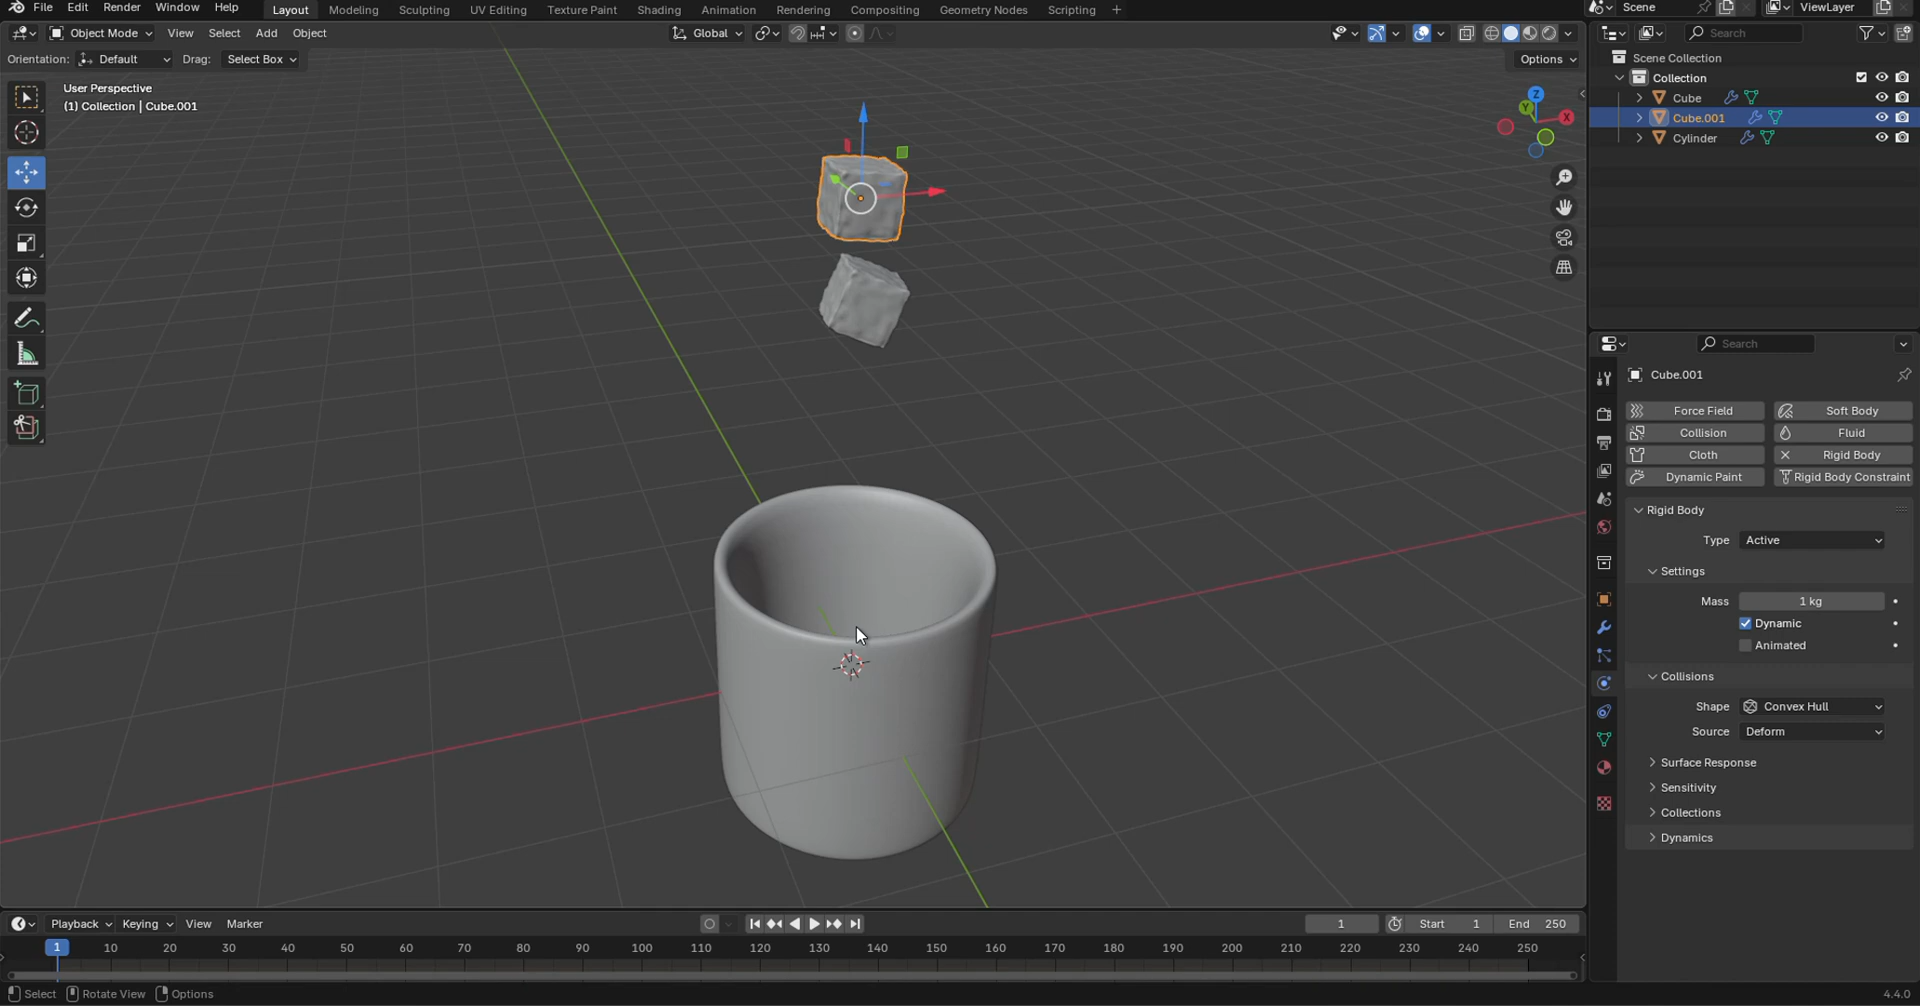 File Edit Render Window Help Layout Modeling Sculpting UV Editing Texture Paint Shading Animation Rendering Compositing Geometry Nodes Scripting + Scene ViewLayer
Object Mode View Select Add Object Global Search
Orientation: Default Drag: Select Box Options
User Perspective
(1) Collection | Cube.001
Z
Y
X
Scene Collection
Collection
Cube
Cube.001
Cylinder
Search
Cube.001
Force Field Soft Body
Collision Fluid
Cloth Rigid Body
Dynamic Paint Rigid Body Constraint
Rigid Body
Type Active
Settings
Mass 1 kg
Dynamic
Animated
Collisions
Shape Convex Hull
Source Deform
Surface Response
Sensitivity
Collections
Dynamics
Playback Keying View Marker 1 Start 1 End 250
1 10 20 30 40 50 60 70 80 90 100 110 120 130 140 150 160 170 180 190 200 210 220 230 240 250
Select Rotate View Options 4.4.0